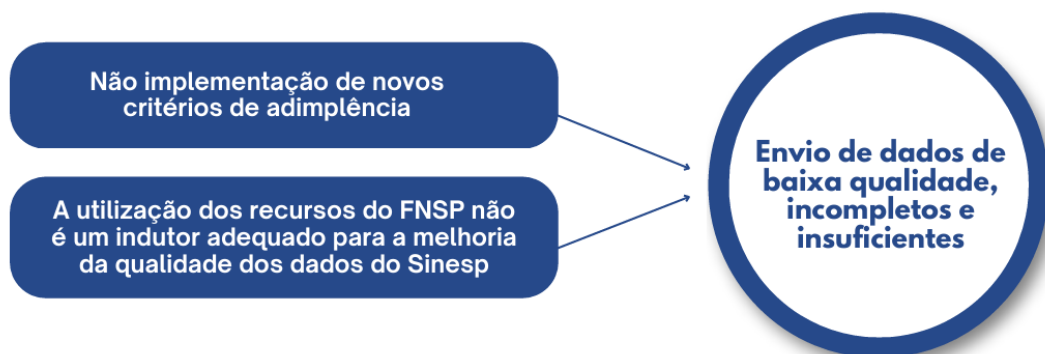 Não implementação de novos
critérios de adimplência
A utilização dos recursos do FNSP não
é um indutor adequado para a melhoria
da qualidade dos dados do Sinesp
Envio de dados de
baixa qualidade,
incompletos e
insuficientes